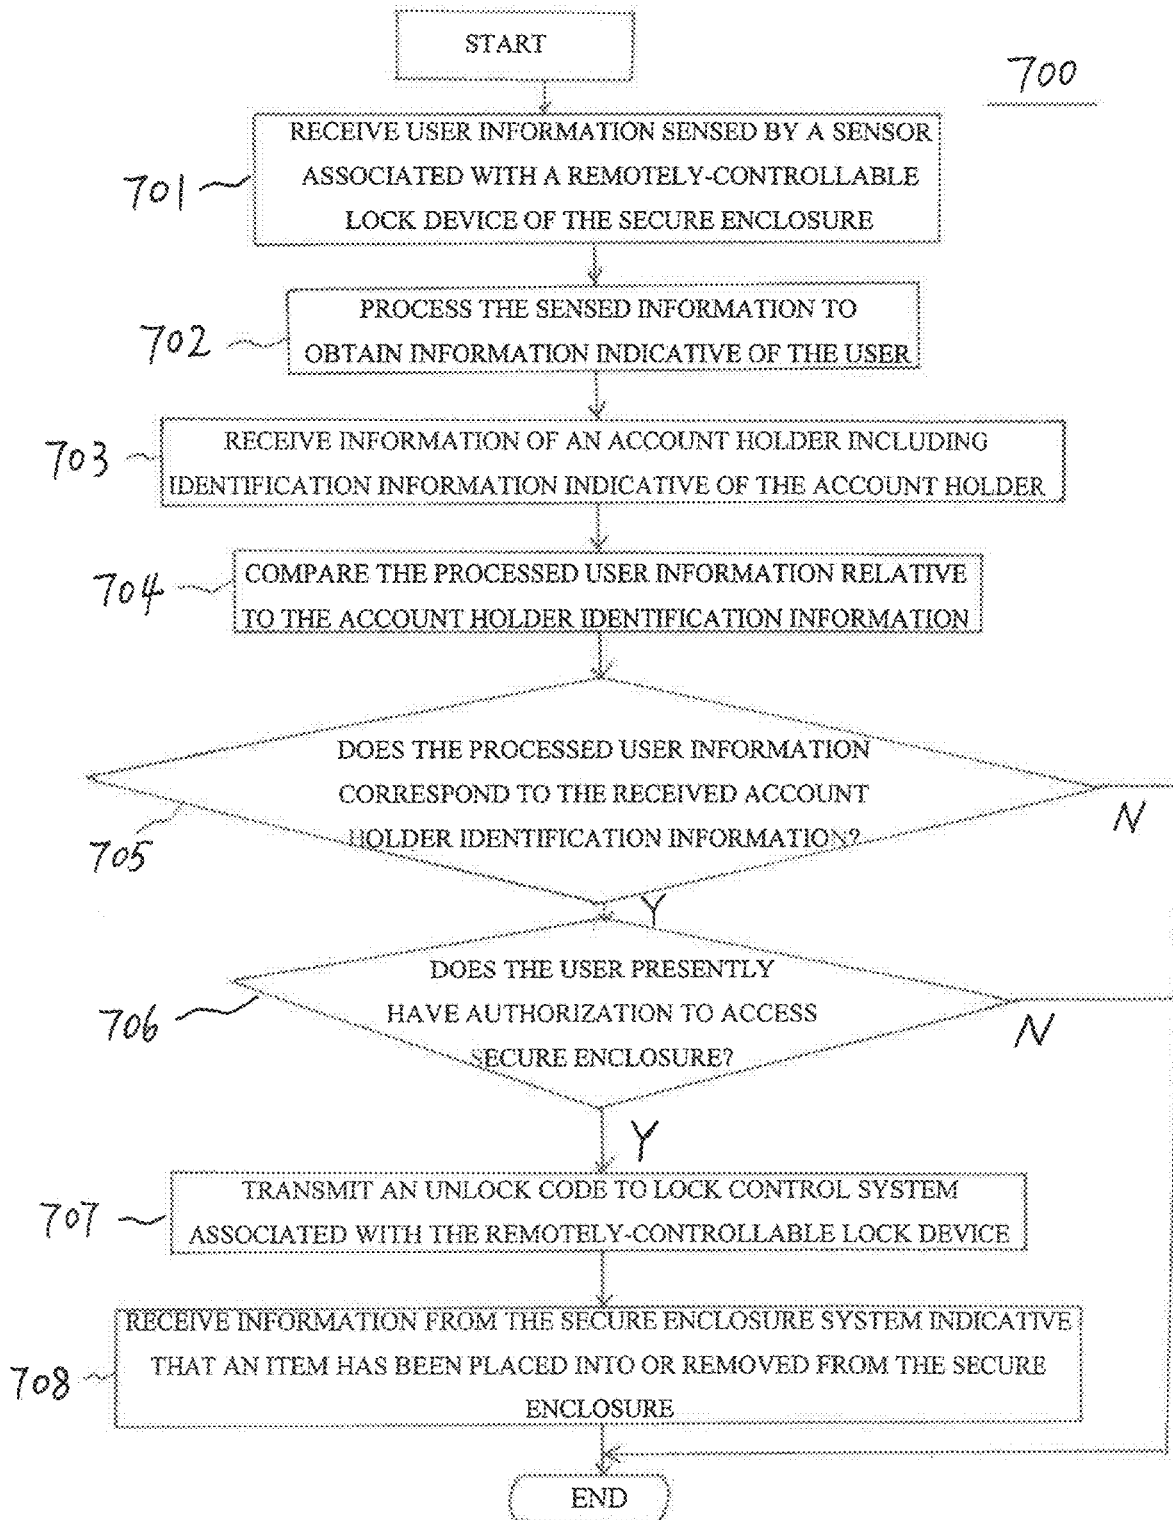 START
700
RECEIVE USER INFORMATION SENSED BY A SENSOR
ASSOCIATED WITH A REMOTELY-CONTROLLABLE
LOCK DEVICE OF THE SECURE ENCLOSURE
701
PROCESS THE SENSED INFORMATION TO
OBTAIN INFORMATION INDICATIVE OF THE USER
702
RECEIVE INFORMATION OF AN ACCOUNT HOLDER INCLUDING
IDENTIFICATION INFORMATION INDICATIVE OF THE ACCOUNT HOLDER
703
COMPARE THE PROCESSED USER INFORMATION RELATIVE
TO THE ACCOUNT HOLDER IDENTIFICATION INFORMATION
704
DOES THE PROCESSED USER INFORMATION
CORRESPOND TO THE RECEIVED ACCOUNT
HOLDER IDENTIFICATION INFORMATION?
N
705
Y
DOES THE USER PRESENTLY
HAVE AUTHORIZATION TO ACCESS
SECURE ENCLOSURE?
N
706
Y
TRANSMIT AN UNLOCK CODE TO LOCK CONTROL SYSTEM
ASSOCIATED WITH THE REMOTELY-CONTROLLABLE LOCK DEVICE
707
RECEIVE INFORMATION FROM THE SECURE ENCLOSURE SYSTEM INDICATIVE
THAT AN ITEM HAS BEEN PLACED INTO OR REMOVED FROM THE SECURE
ENCLOSURE
708
END